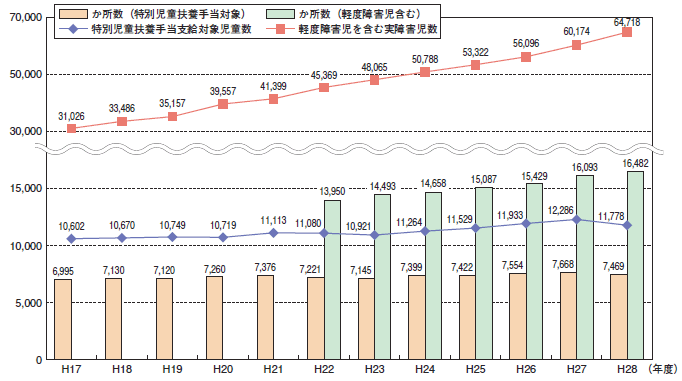 70,000
か所数（特別児童扶養手当対象）
か所数（軽度障害児含む）
特別児童扶養手当支給対象児童数
軽度障害児を含む実障害児数
50,000
30,000
15,000
10,000
5,000
0
31,026 33,486 35,157 39,557 41,399 45,369 48,065 50,788 53,322 56,096 60,174 64,718
13,950 14,493 14,658 15,087 15,429 16,093 16,482
10,602 10,670 10,749 10,719 11,113 11,080 10,921 11,264 11,529 11,933 12,286 11,778
6,995 7,130 7,120 7,260 7,376 7,221 7,145 7,399 7,422 7,554 7,668 7,469
H17 H18 H19 H20 H21 H22 H23 H24 H25 H26 H27 H28 （年度）